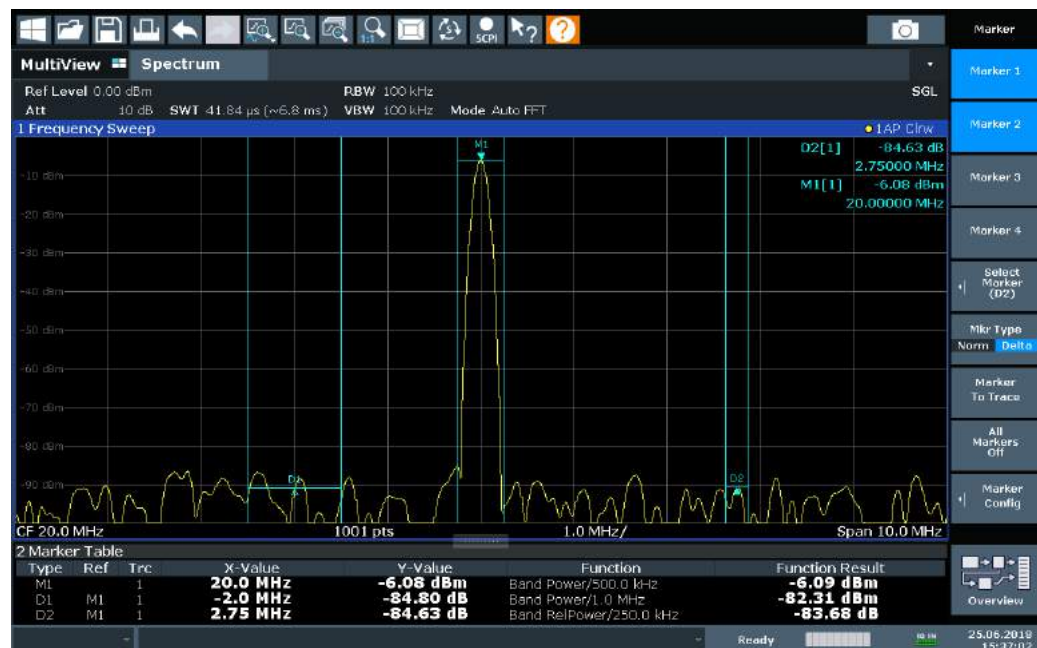 1:1
SCPI
?
?
Marker
MultiView
Spectrum
Ref Level 0.00 dBm RBW 100 kHz SGL
Att 10 dB SWT 41.84 µs (~6.8 ms) VBW 100 kHz Mode Auto FFT
1 Frequency Sweep 1AP Clrw
M1
D2[1] -84.63 dB
2.75000 MHz
M1[1] -6.08 dBm
20.00000 MHz
-10 dBm
-20 dBm
-30 dBm
-40 dBm
-50 dBm
-60 dBm
-70 dBm
-80 dBm
-90 dBm
D1
D2
CF 20.0 MHz 1001 pts 1.0 MHz/ Span 10.0 MHz
2 Marker Table
Type Ref Trc X-Value Y-Value Function Function Result
M1 1 20.0 MHz -6.08 dBm Band Power/500.0 kHz -6.09 dBm
D1 M1 1 -2.0 MHz -84.80 dB Band Power/1.0 MHz -82.31 dBm
D2 M1 1 2.75 MHz -84.63 dB Band RelPower/250.0 kHz -83.68 dB
Ready
Marker 1
Marker 2
Marker 3
Marker 4
Select
Marker
(D2)
Mkr Type
Norm Delta
Marker
To Trace
All
Markers
Off
Marker
Config
Overview
25.06.2018
15:37:02